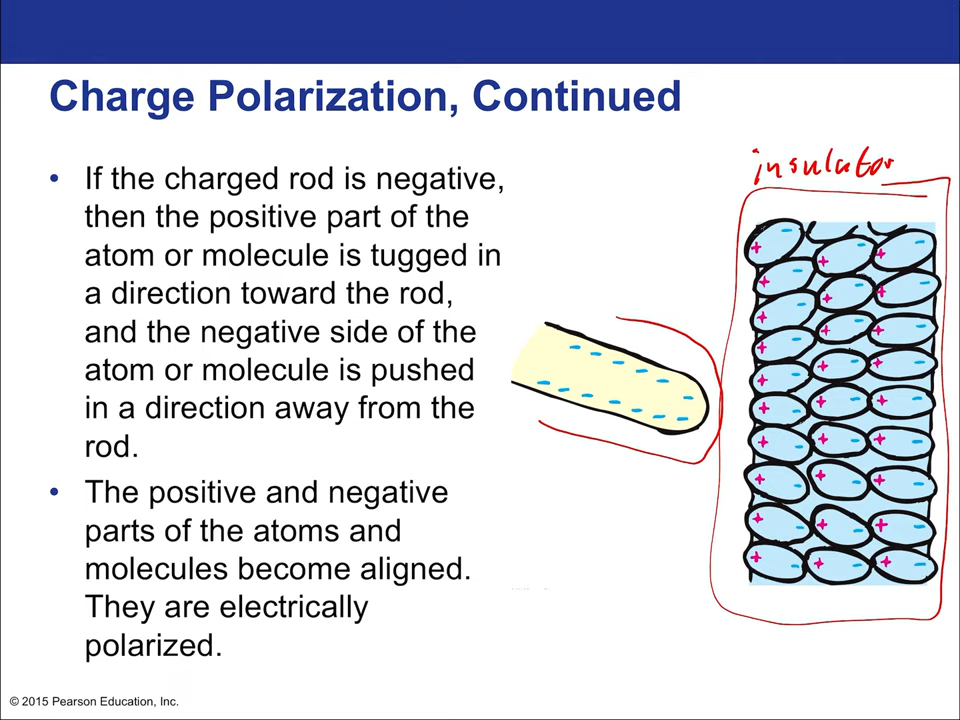 Charge Polarization, Continued
• If the charged rod is negative,
then the positive part of the
atom or molecule is tugged in
a direction toward the rod,
and the negative side of the
atom or molecule is pushed
in a direction away from the
rod.
• The positive and negative
parts of the atoms and
molecules become aligned.
They are electrically
polarized.
insulator
© 2015 Pearson Education, Inc.